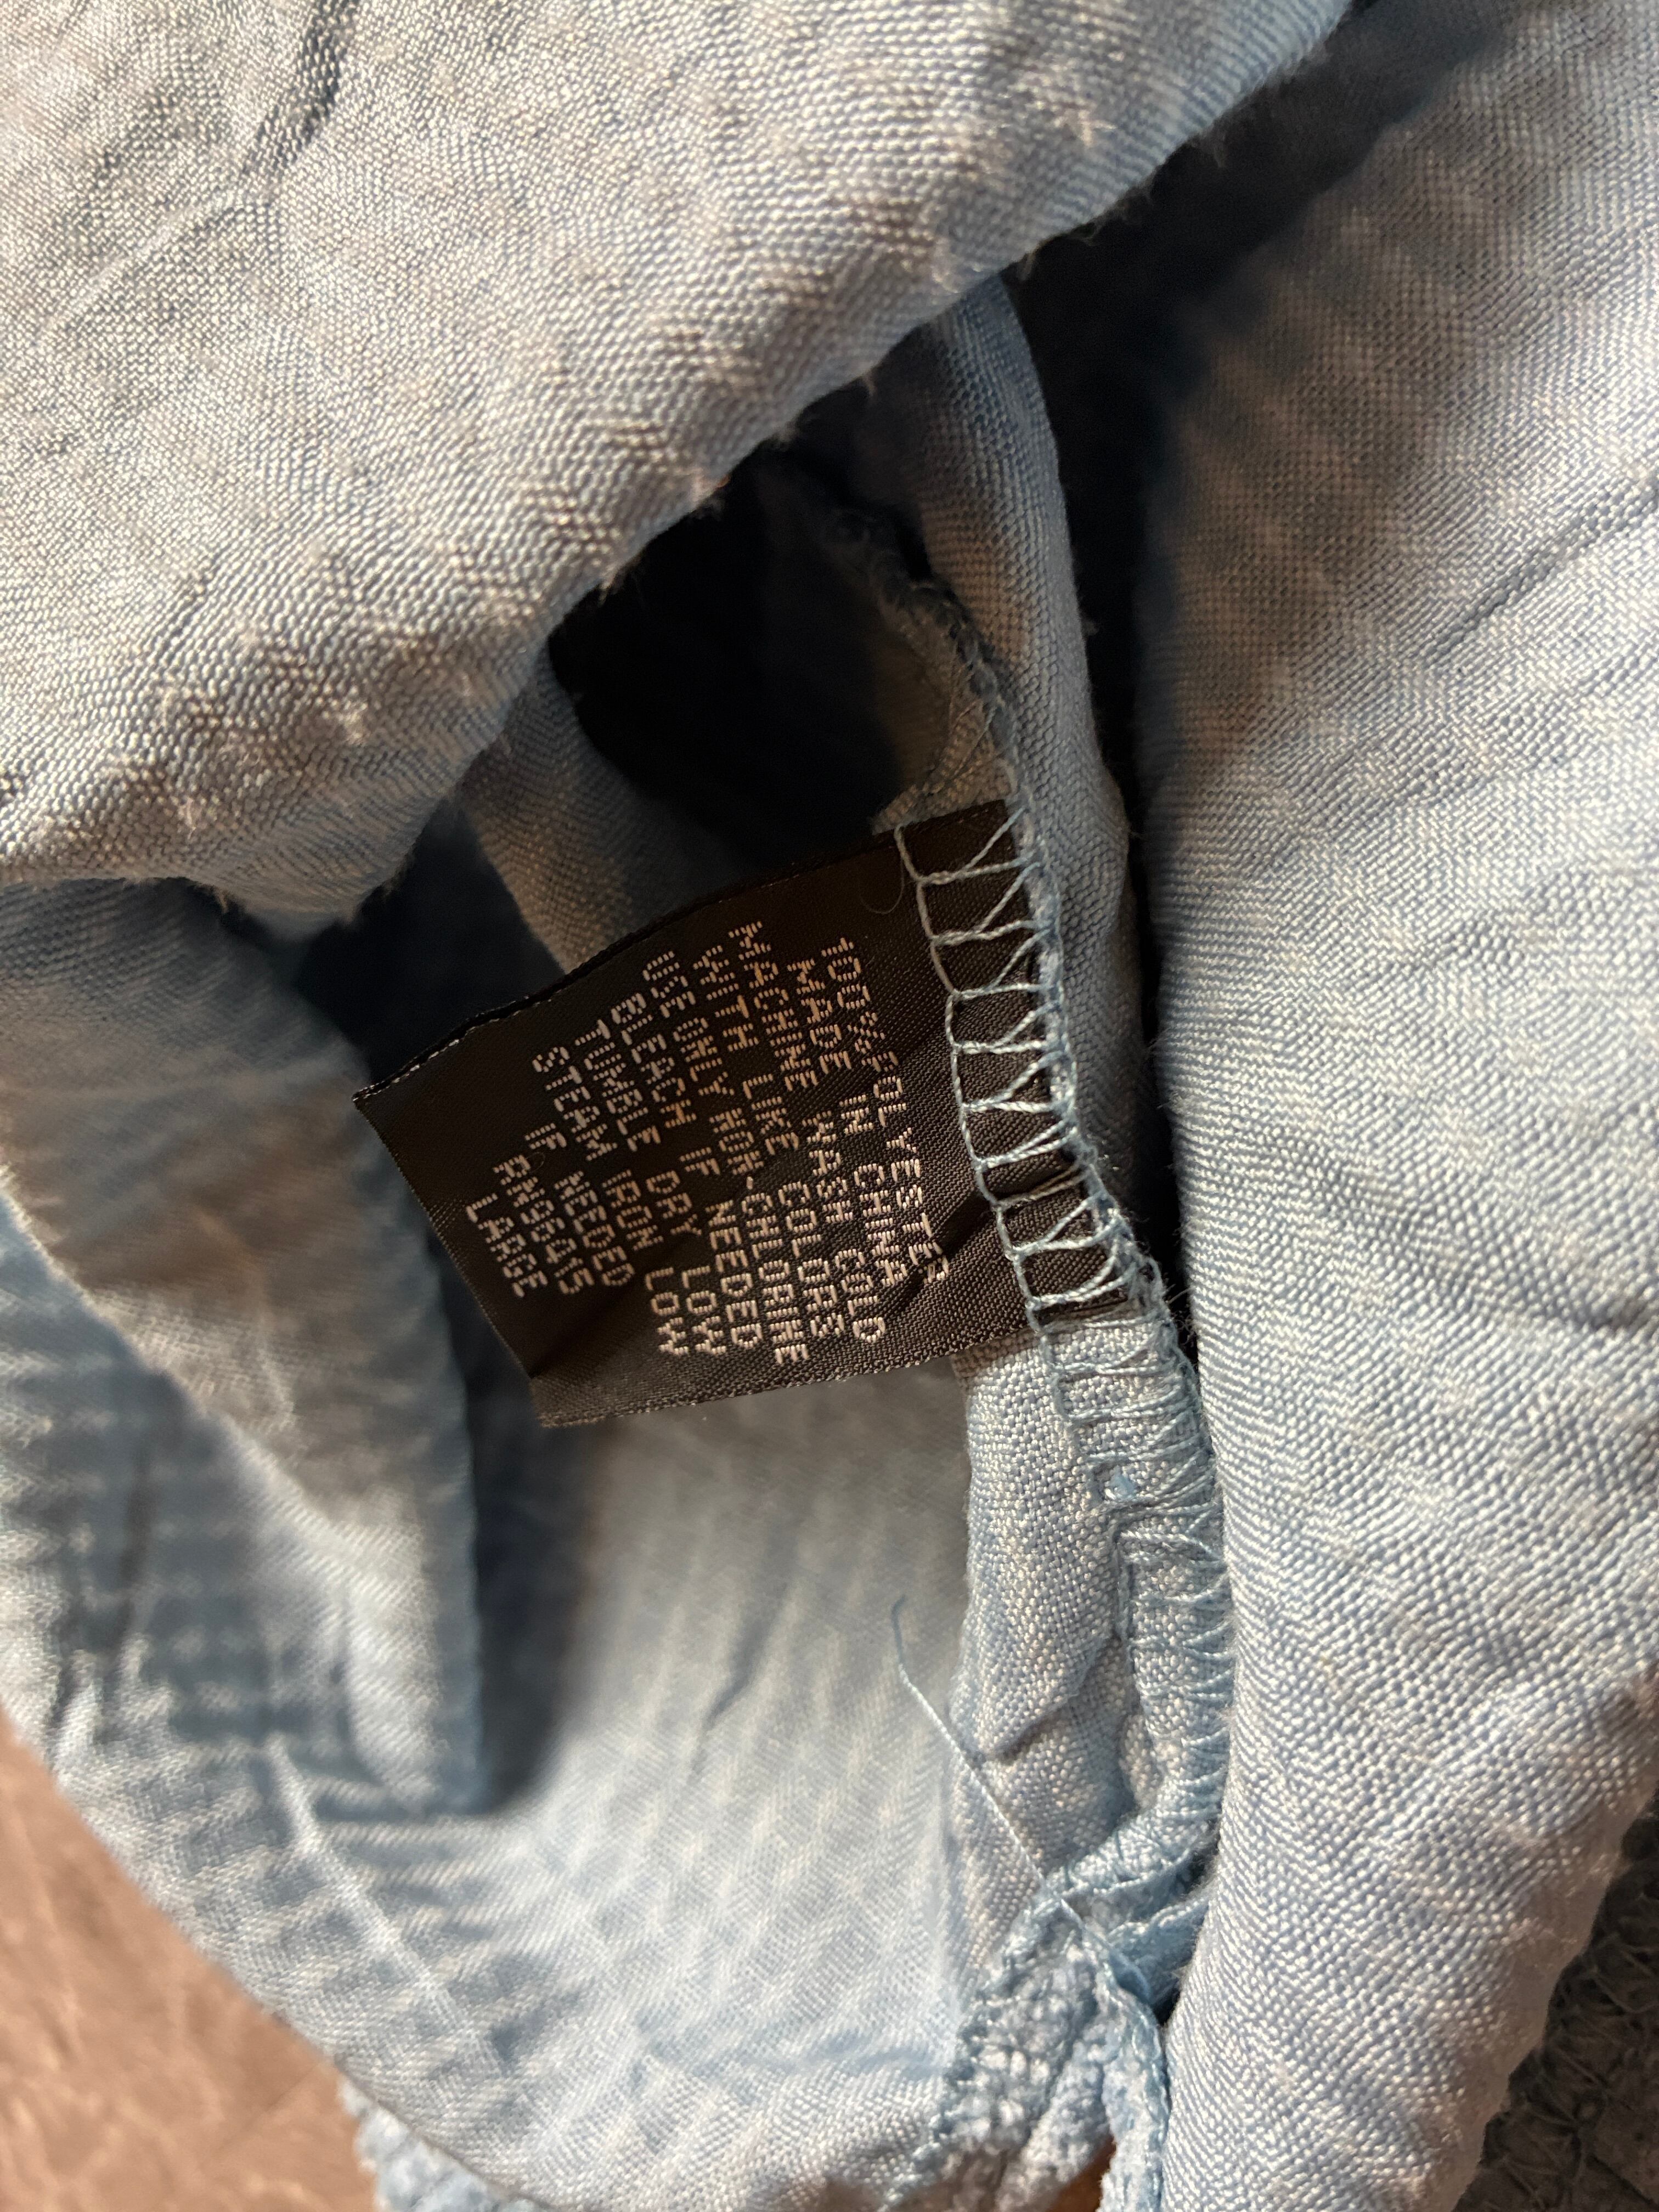 100%POLYESTER
MADE IN CHINA
MACHINE WASH COLD
WITH LIKE COLORS
USE ONLY NON-CHLORINE
BLEACH IF NEEDED
TUMBLE DRY LOW
STEAM IRON LOW
IF NEEDED
RN96415
LARGE